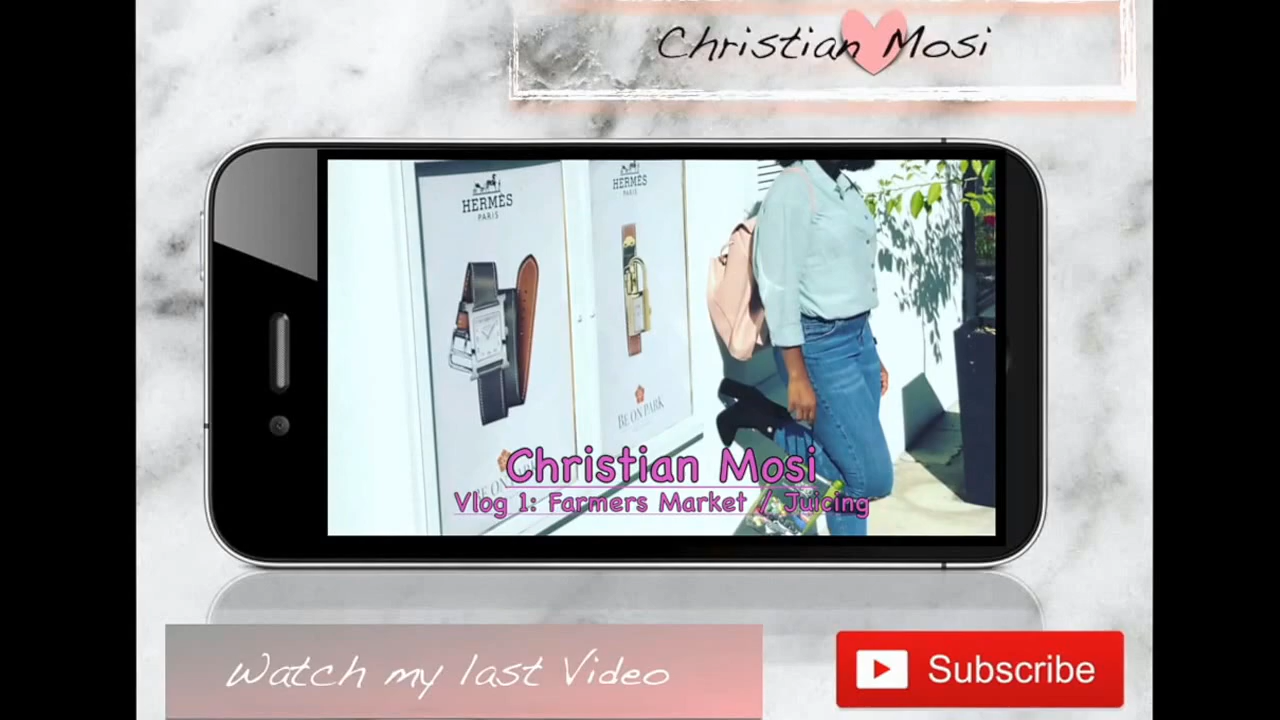 Christian Mosi
HERMÈS
PARIS
HERMÈS
PARIS
BE ON PARK
Christian Mosi
Vlog 1: Farmers Market / Juicing
Watch my last Video
Subscribe